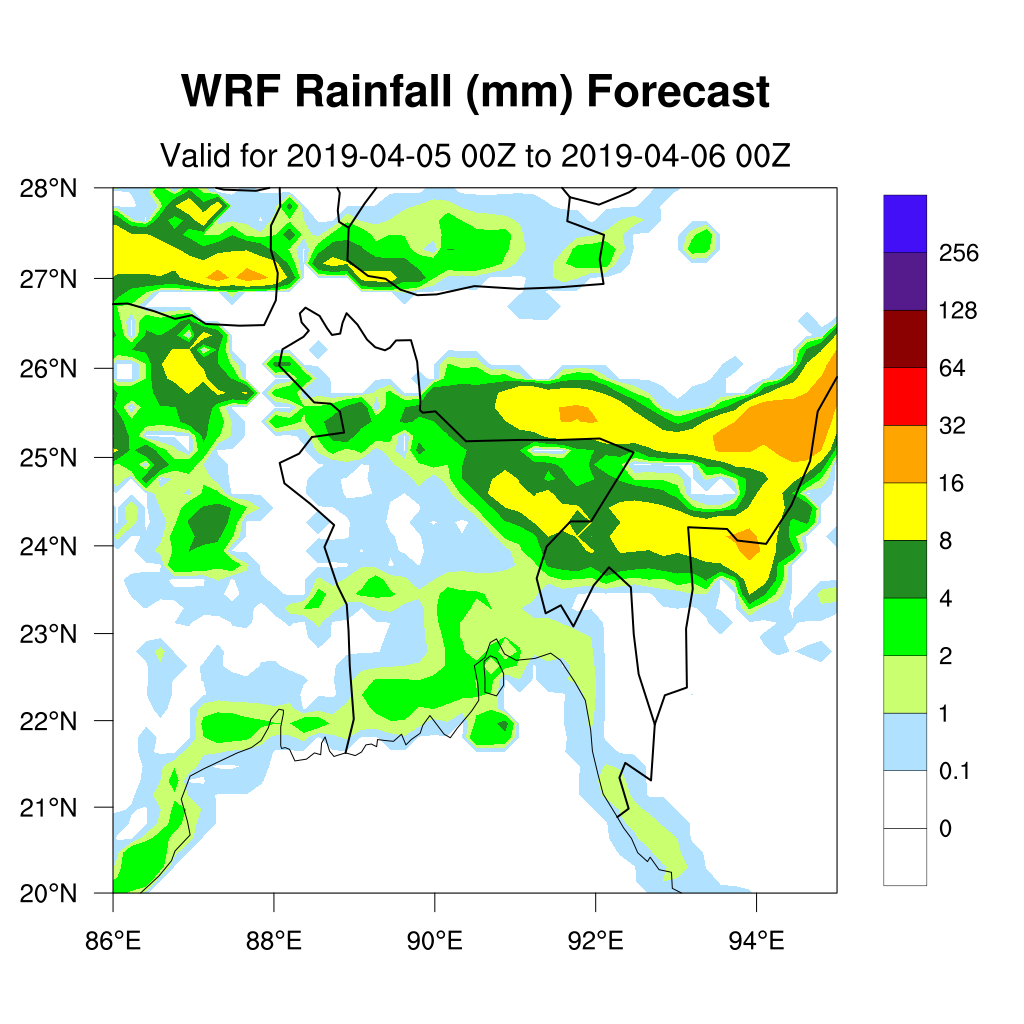 WRF Rainfall (mm) Forecast
Valid for 2019-04-05 00Z to 2019-04-06 00Z
28°N
27°N
26°N
25°N
24°N
23°N
22°N
21°N
20°N
86°E 88°E 90°E 92°E 94°E
256
128
64
32
16
8
4
2
1
0.1
0